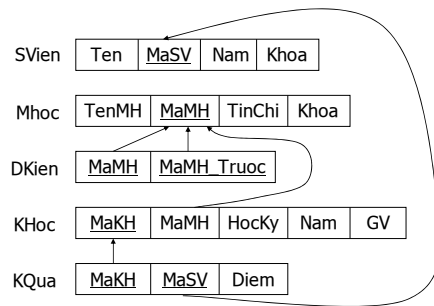 SVien Ten MaSV Nam Khoa
Mhoc TenMH MaMH TinChi Khoa
DKien MaMH MaMH_Truoc
KHoc MaKH MaMH HocKy Nam GV
KQua MaKH MaSV Diem